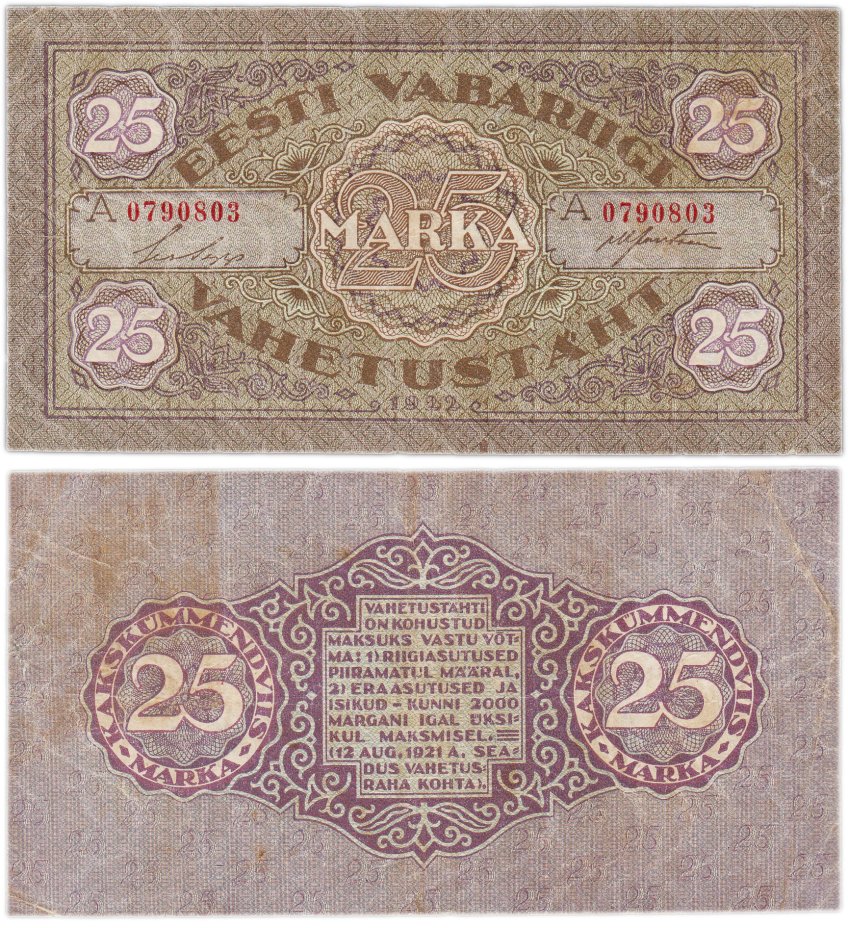 25 25
EESTI VABARIIGI
A 0790803 A 0790803
25
MARKA
25 25
VAHETUSTÄHT
1922
25 25
KAKSKÜMMENDVIIS
MARKA
VAHETUSTÄHTI
ON KOHUSTUD
MAKSUKS VASTU VÕT-
MA: 1) RIIGIASUTUSED
PIIRAMATUL MÄÄRAL,
2) ERAASUTUSED JA
ISIKUD - KUNNI 2000
MARGANI IGAL ÜKSI-
KUL MAKSMISEL.
(12 AUG. 1921 A. SEA-
DUS VAHETUS-
RAHA KOHTA).
KAKSKÜMMENDVIIS
MARKA